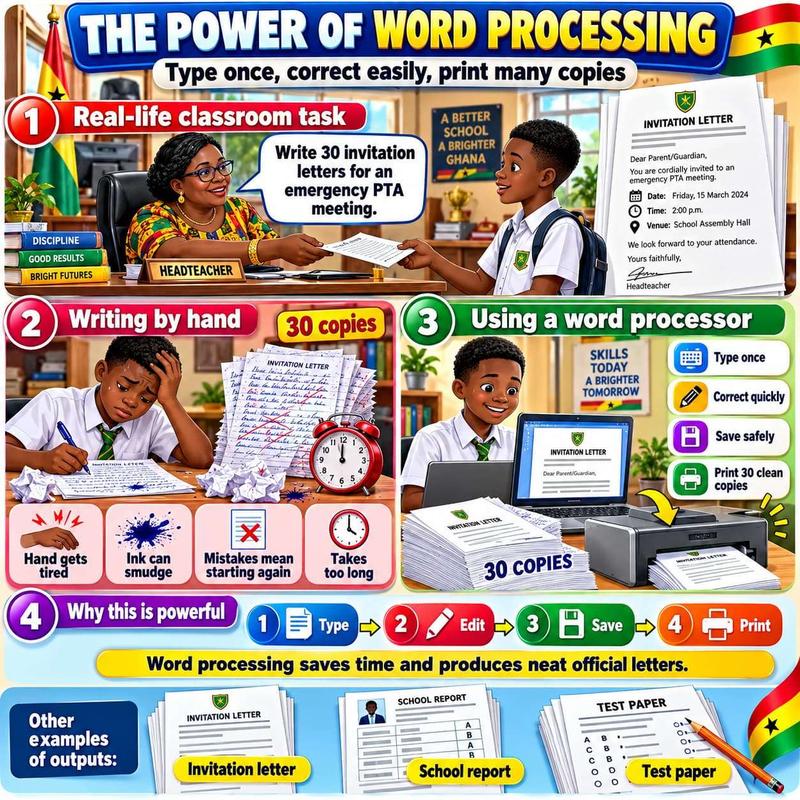 THE POWER OF WORD PROCESSING
Type once, correct easily, print many copies
1 Real-life classroom task
Write 30 invitation
letters for an
emergency PTA
meeting.
A BETTER
SCHOOL
A BRIGHTER
GHANA
DISCIPLINE
GOOD RESULTS
BRIGHT FUTURES
HEADTEACHER
INVITATION LETTER
Dear Parent/Guardian,
You are cordially invited to an
emergency PTA meeting.
Date: Friday, 15 March 2024
Time: 2:00 p.m.
Location: School Assembly Hall
We look forward to your attendance.
Yours faithfully,
Headteacher
2 Writing by hand
30 copies
INVITATION LETTER
INVITATION LETTER
Hand gets
tired
Ink can
smudge
Mistakes mean
starting again
Takes
too long
3 Using a word processor
SKILLS
TODAY
A BRIGHTER
TOMORROW
INVITATION LETTER
Dear Parent/Guardian,
Type once
Correct quickly
Save safely
Print 30 clean
copies
INVITATION LETTER
30 COPIES
INVITATION LETTER
4 Why this is powerful
1 Type
2 Edit
3 Save
4 Print
Word processing saves time and produces neat official letters.
Other
examples
of outputs:
INVITATION LETTER
Invitation letter
SCHOOL REPORT
A
B
A
B
School report
TEST PAPER
A B
B C
C D
O D
Test paper